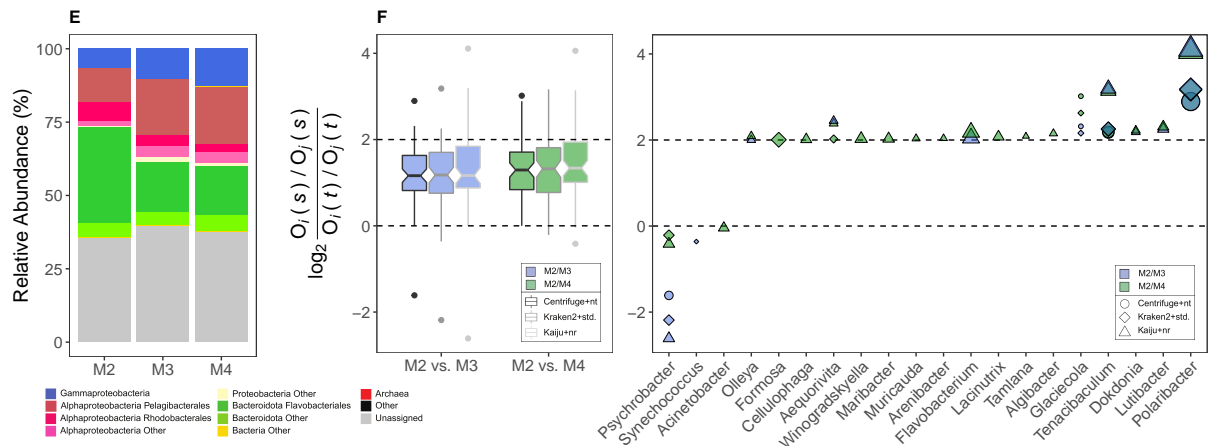 E
F
Relative Abundance (%)
100
75
50
25
0
M2
M3
M4
Gammaproteobacteria
Alphaproteobacteria Pelagibacterales
Alphaproteobacteria Rhodobacterales
Alphaproteobacteria Other
Proteobacteria Other
Bacteroidota Flavobacteriales
Bacteroidota Other
Bacteria Other
Archaea
Other
Unassigned
log2 Oi(s) / Oj(s)
Oi(t) / Oj(t)
4
2
0
−2
M2 vs. M3
M2 vs. M4
M2/M3
M2/M4
Centrifuge+nt
Kraken2+std.
Kaiju+nr
4
2
0
−2
M2/M3
M2/M4
Centrifuge+nt
Kraken2+std.
Kaiju+nr
Psychrobacter
Synechococcus
Acinetobacter
Olleya
Formosa
Cellulophaga
Aequorivita
Winogradskyella
Maribacter
Muricauda
Arenibacter
Flavobacterium
Lacinutrix
Tamlana
Algibacter
Glaciecola
Tenacibaculum
Dokdonia
Lutibacter
Polaribacter